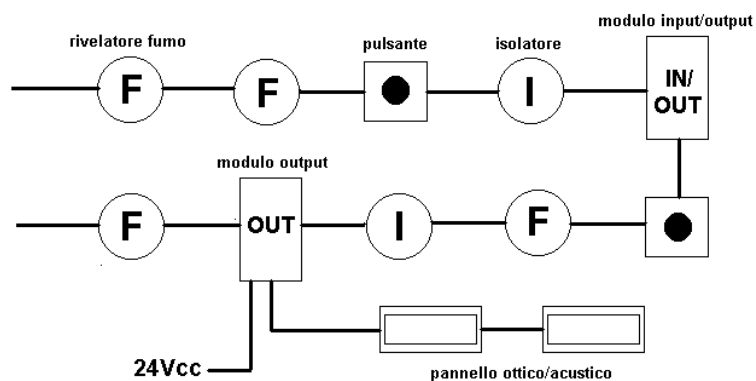 modulo input/output
rivelatore fumo
pulsante
isolatore
F
F
I
IN/
OUT
modulo output
F
OUT
I
F
24Vcc
pannello ottico/acustico